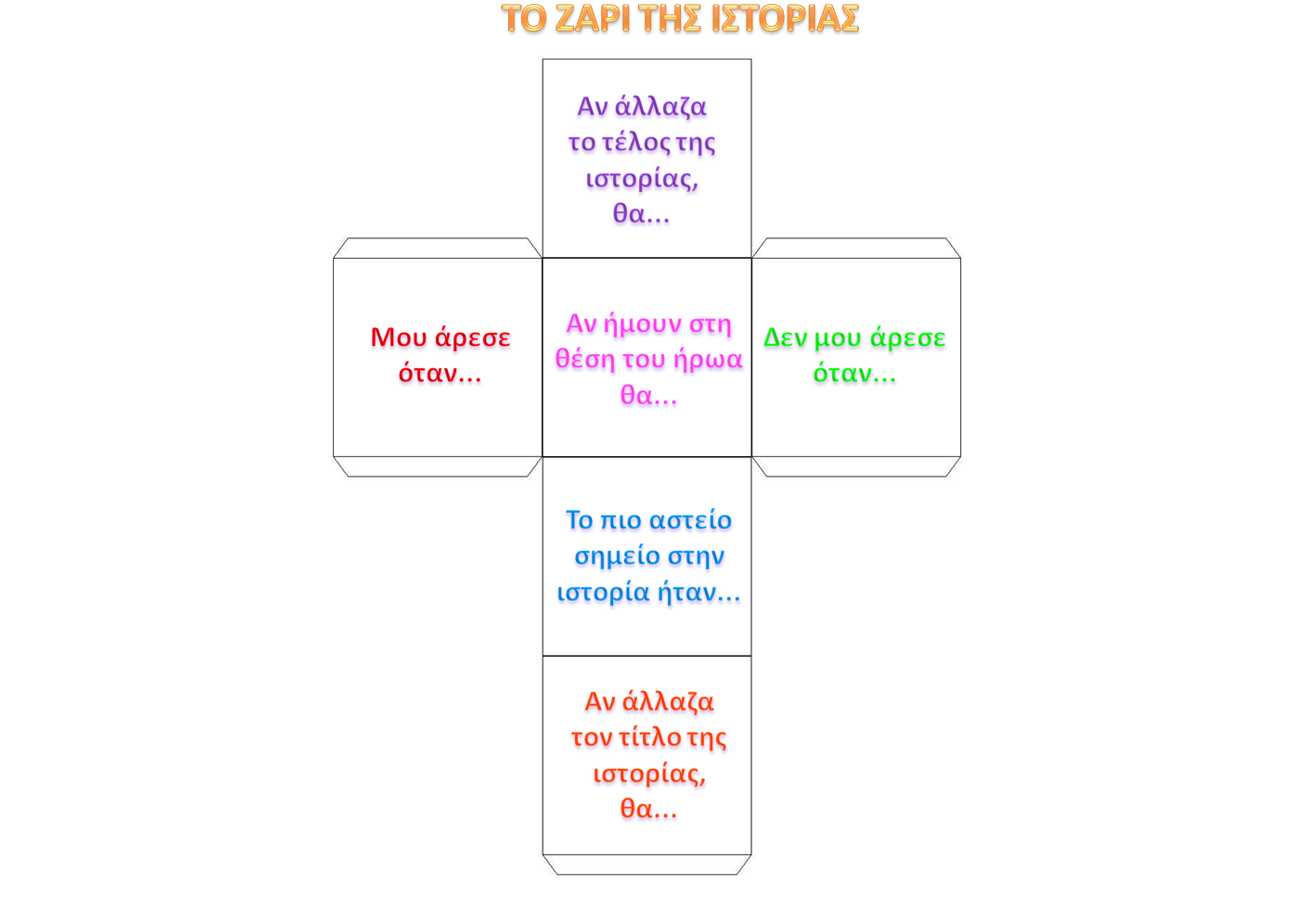 ΤΟ ΖΑΡΙ ΤΗΣ ΙΣΤΟΡΙΑΣ
Αν άλλαζα
το τέλος της
ιστορίας,
θα...
Μου άρεσε
όταν...
Αν ήμουν στη
θέση του ήρωα
θα...
Δεν μου άρεσε
όταν...
Το πιο αστείο
σημείο στην
ιστορία ήταν...
Αν άλλαζα
τον τίτλο της
ιστορίας,
θα...